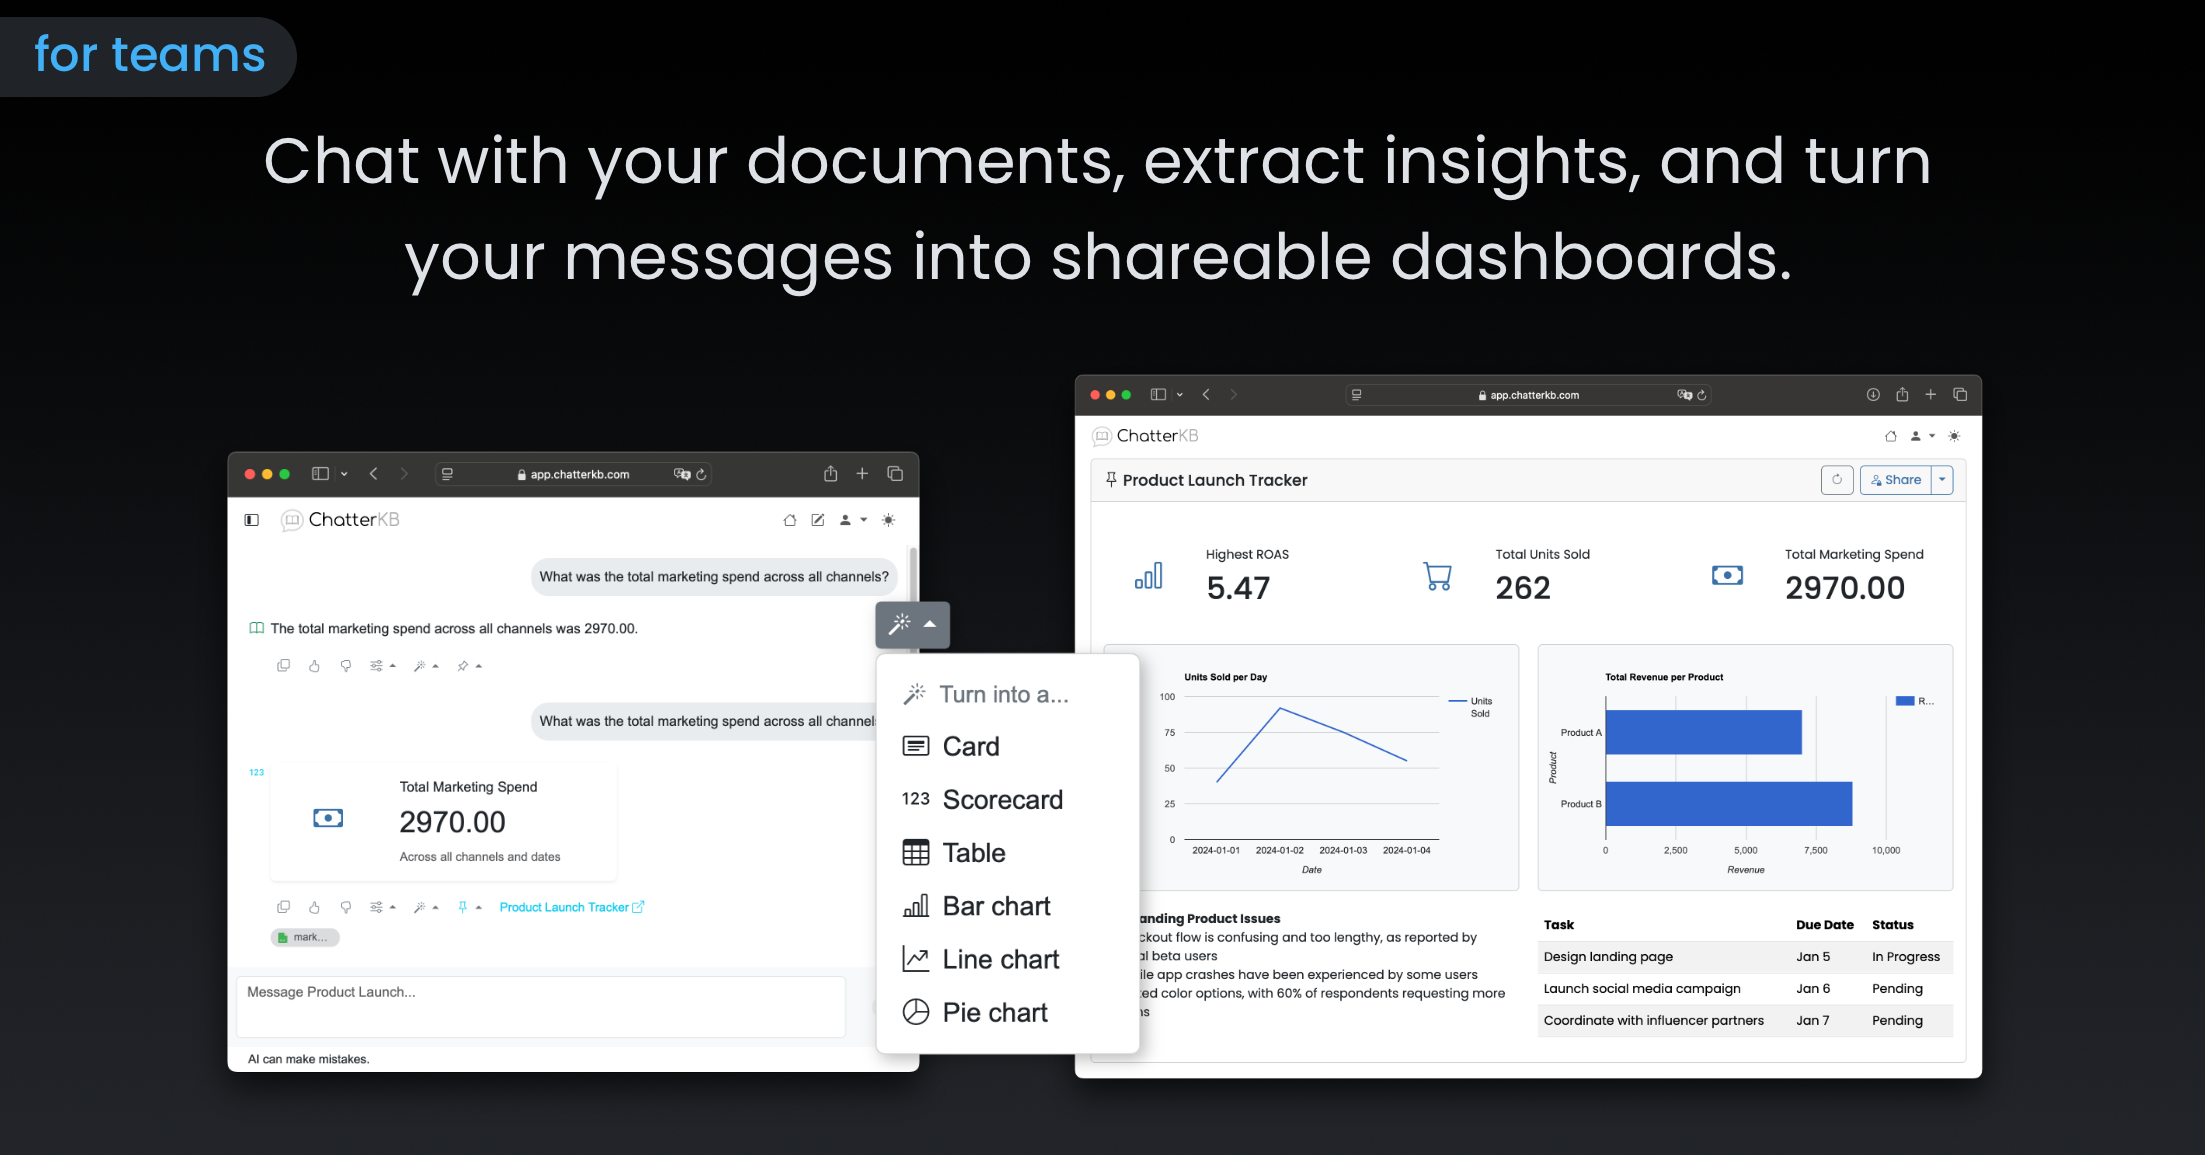 for teams
Chat with your documents, extract insights, and turn
your messages into shareable dashboards.
app.chatterkb.com
ChatterKB
What was the total marketing spend across all channels?
The total marketing spend across all channels was 2970.00.
What was the total marketing spend across all channel
123
Total Marketing Spend
2970.00
Across all channels and dates
Product Launch Tracker
mark...
Message Product Launch...
AI can make mistakes.
Turn into a...
Card
123 Scorecard
Table
Bar chart
Line chart
Pie chart
app.chatterkb.com
ChatterKB
Product Launch Tracker
Share
Highest ROAS
5.47
Total Units Sold
262
Total Marketing Spend
2970.00
Units Sold per Day
100
75
50
25
0
2024-01-01 2024-01-02 2024-01-03 2024-01-04
Date
Units
Sold
Total Revenue per Product
Product
Product A
Product B
0 2,500 5,000 7,500 10,000
Revenue
R...
anding Product Issues
ckout flow is confusing and too lengthy, as reported by
al beta users
ile app crashes have been experienced by some users
ed color options, with 60% of respondents requesting more
ns
Task Due Date Status
Design landing page Jan 5 In Progress
Launch social media campaign Jan 6 Pending
Coordinate with influencer partners Jan 7 Pending